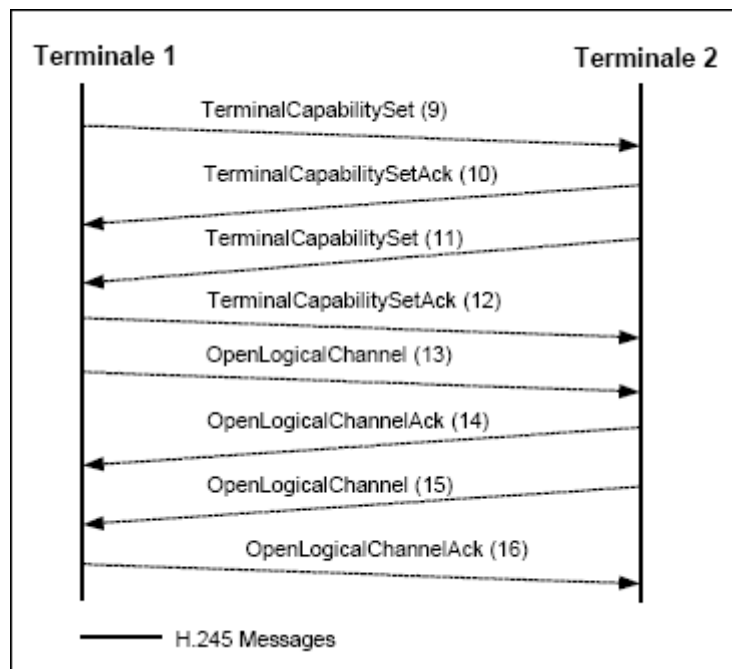 Terminale 1
Terminale 2
TerminalCapabilitySet (9)
TerminalCapabilitySetAck (10)
TerminalCapabilitySet (11)
TerminalCapabilitySetAck (12)
OpenLogicalChannel (13)
OpenLogicalChannelAck (14)
OpenLogicalChannel (15)
OpenLogicalChannelAck (16)
H.245 Messages